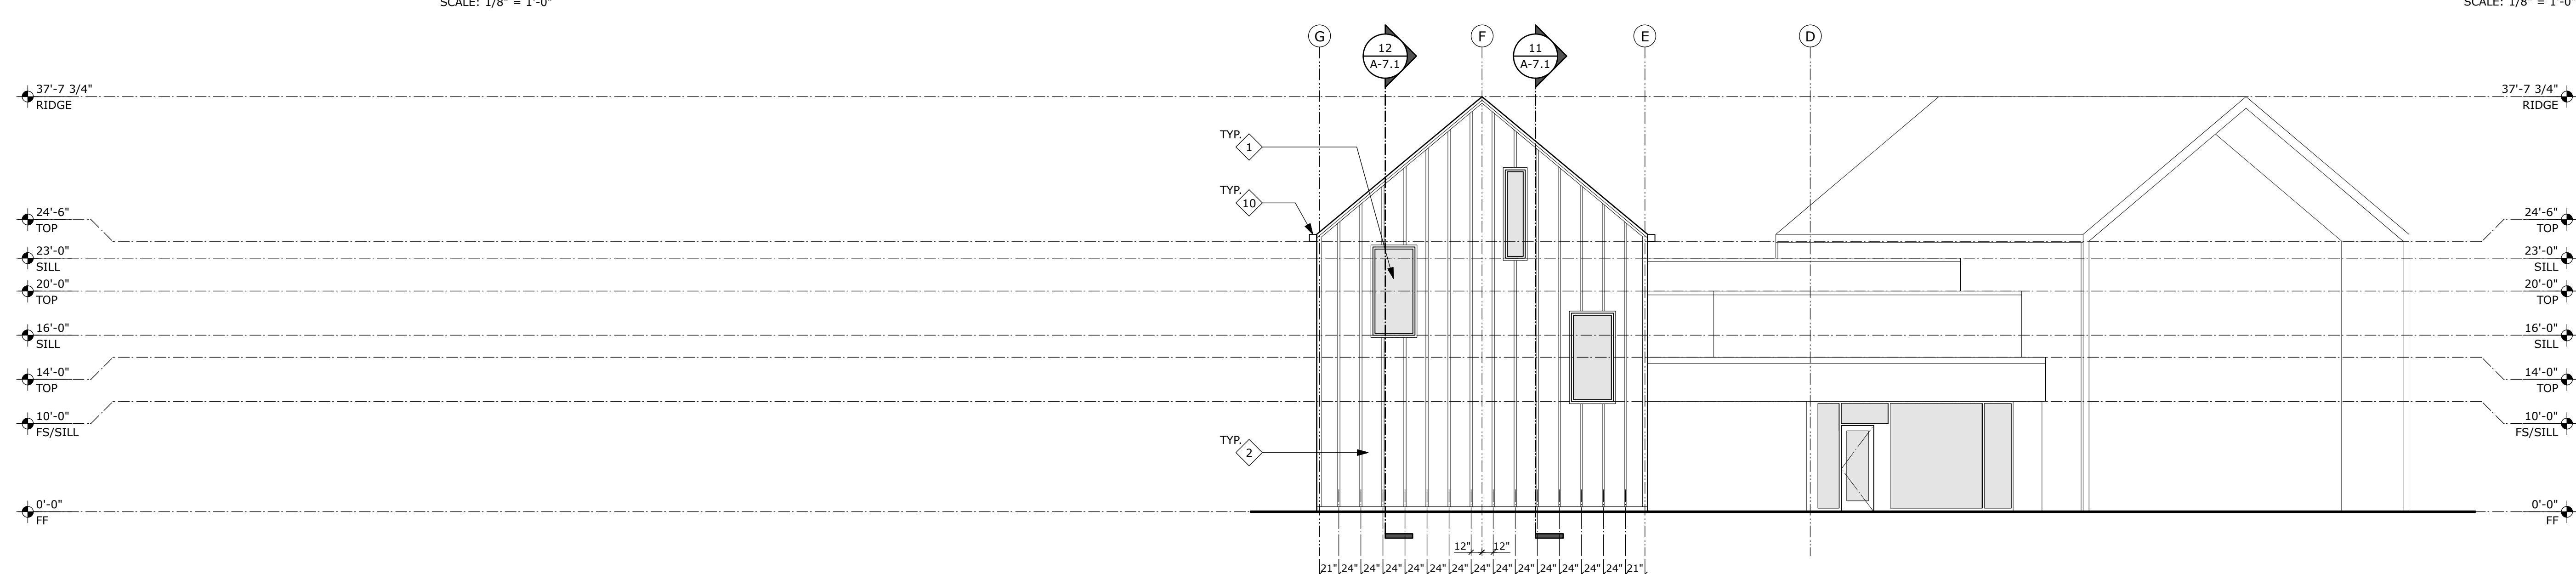 SCALE: 1/8" = 1'-0"
SCALE: 1/8" = 1'-0"
G
12
A-7.1
F
11
A-7.1
E
D
37'-7 3/4"
RIDGE
37'-7 3/4"
RIDGE
TYP.
1
TYP.
10
24'-6"
TOP
24'-6"
TOP
23'-0"
SILL
23'-0"
SILL
20'-0"
TOP
20'-0"
TOP
16'-0"
SILL
16'-0"
SILL
14'-0"
TOP
14'-0"
TOP
10'-0"
FS/SILL
10'-0"
FS/SILL
TYP.
2
0'-0"
FF
0'-0"
FF
12" 12"
21" 24" 24" 24" 24" 24" 24" 24" 24" 24" 24" 24" 24" 24" 21"